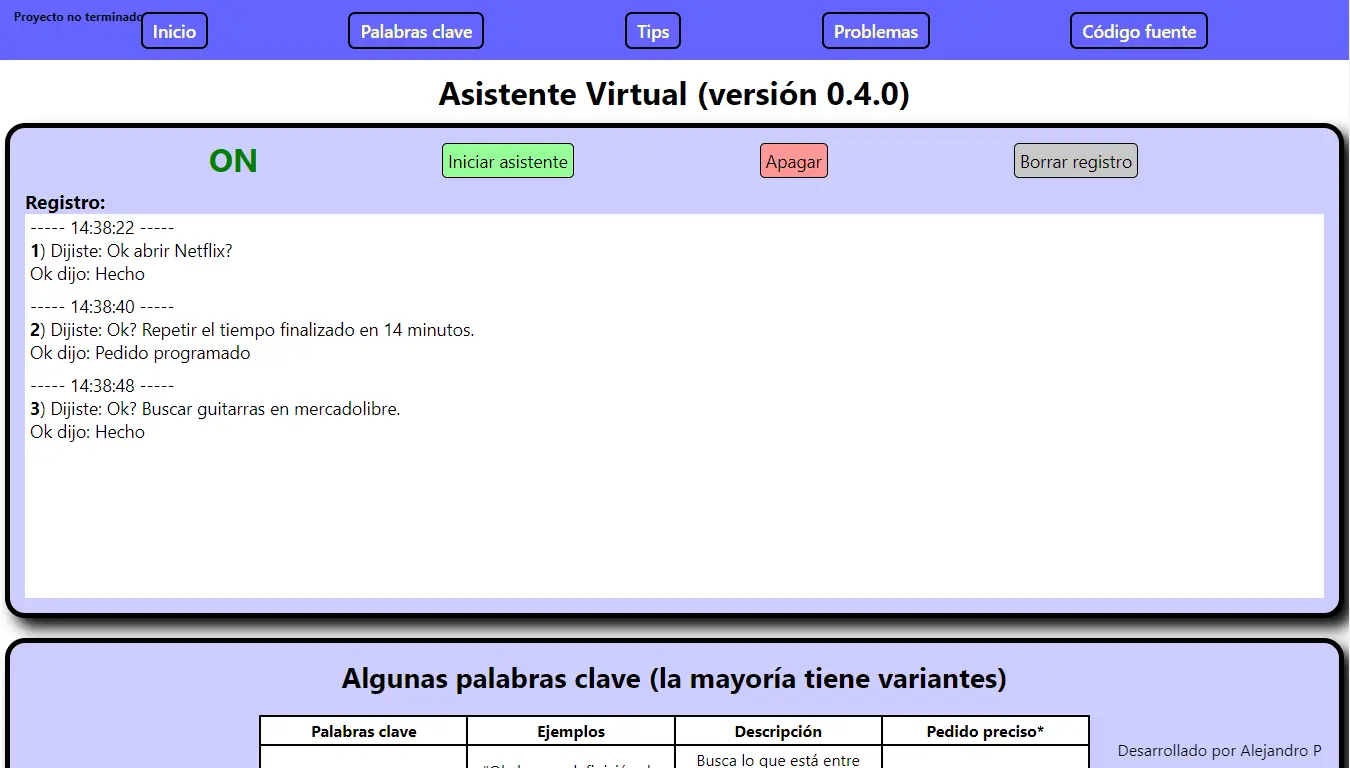 Proyecto no terminado
Inicio
Palabras clave
Tips
Problemas
Código fuente
Asistente Virtual (versión 0.4.0)
ON
Iniciar asistente
Apagar
Borrar registro
Registro:
----- 14:38:22 -----
1) Dijiste: Ok abrir Netflix?
Ok dijo: Hecho
----- 14:38:40 -----
2) Dijiste: Ok? Repetir el tiempo finalizado en 14 minutos.
Ok dijo: Pedido programado
----- 14:38:48 -----
3) Dijiste: Ok? Buscar guitarras en mercadolibre.
Ok dijo: Hecho
Algunas palabras clave (la mayoría tiene variantes)
Palabras clave
Ejemplos
Descripción
Pedido preciso*
Busca lo que está entre
Desarrollado por Alejandro P